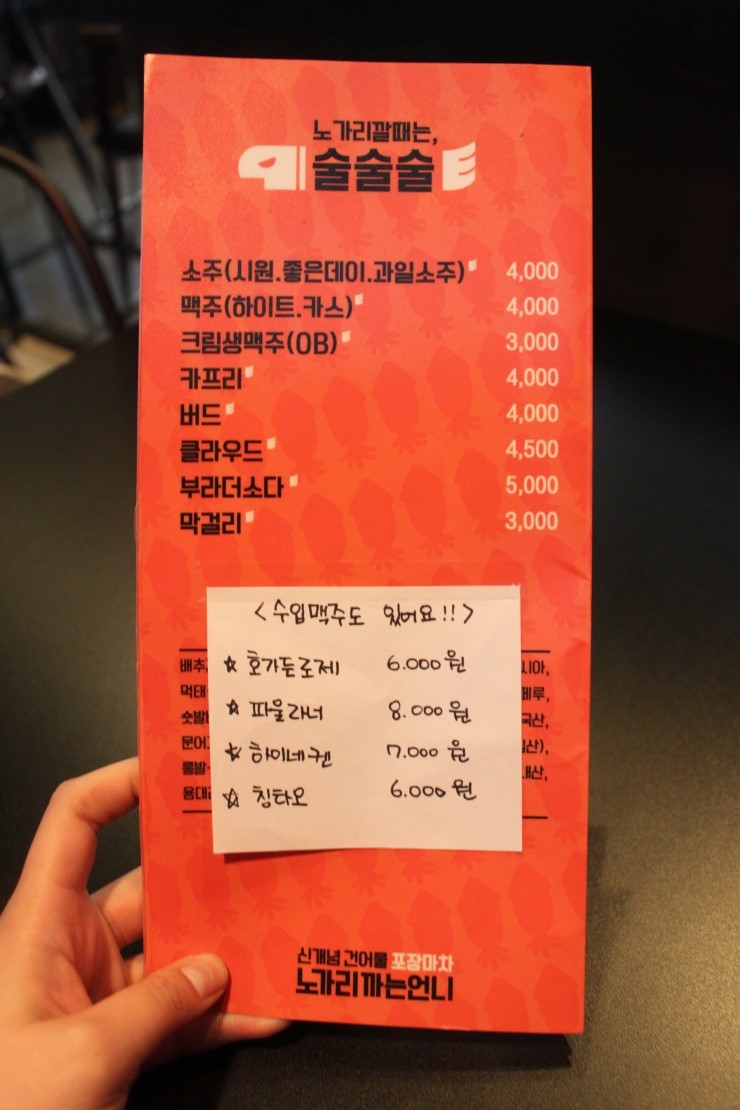 노가리깔때는,
술술술
소주(시원.좋은데이.과일소주) 4,000
맥주(하이트.카스) 4,000
크림생맥주(OB) 3,000
카프리 4,000
버드 4,000
클라우드 4,500
부라더소다 5,000
막걸리 3,000
<수입맥주도 있어요!!>
☆ 호가든로제 6.000원
☆ 파울라너 8.000원
☆ 하이네켄 7.000원
☆ 칭타오 6.000원
신개념 건어물 포장마차
노가리까는언니